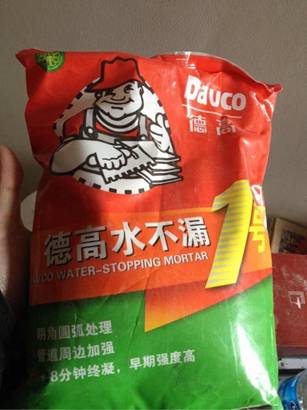 Davco
德高
德高水不漏
1号
DAVCO WATER-STOPPING MORTAR
阴角圆弧处理
管道周边加强
8分钟终凝，早期强度高